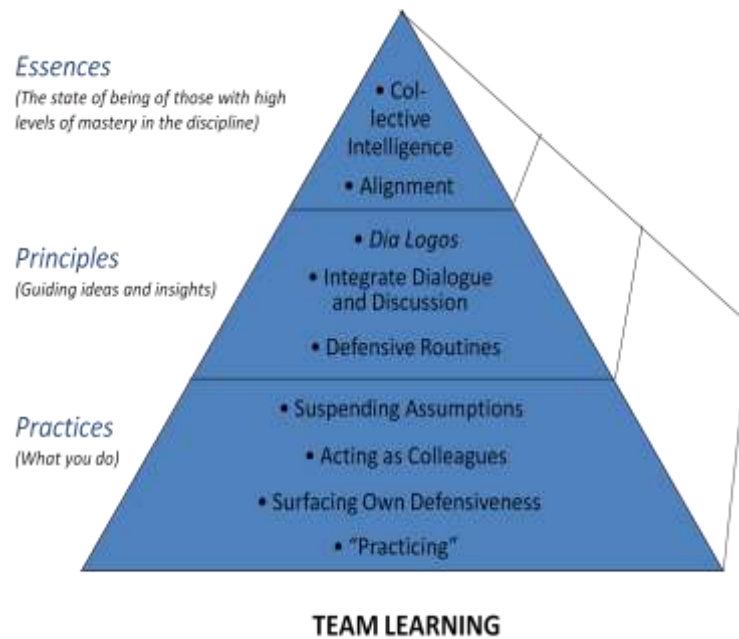 Essences
(The state of being of those with high
levels of mastery in the discipline)
• Col-
lective
Intelligence
• Alignment
Principles
(Guiding ideas and insights)
• Dia Logos
• Integrate Dialogue
and Discussion
• Defensive Routines
Practices
(What you do)
• Suspending Assumptions
• Acting as Colleagues
• Surfacing Own Defensiveness
• “Practicing”
TEAM LEARNING